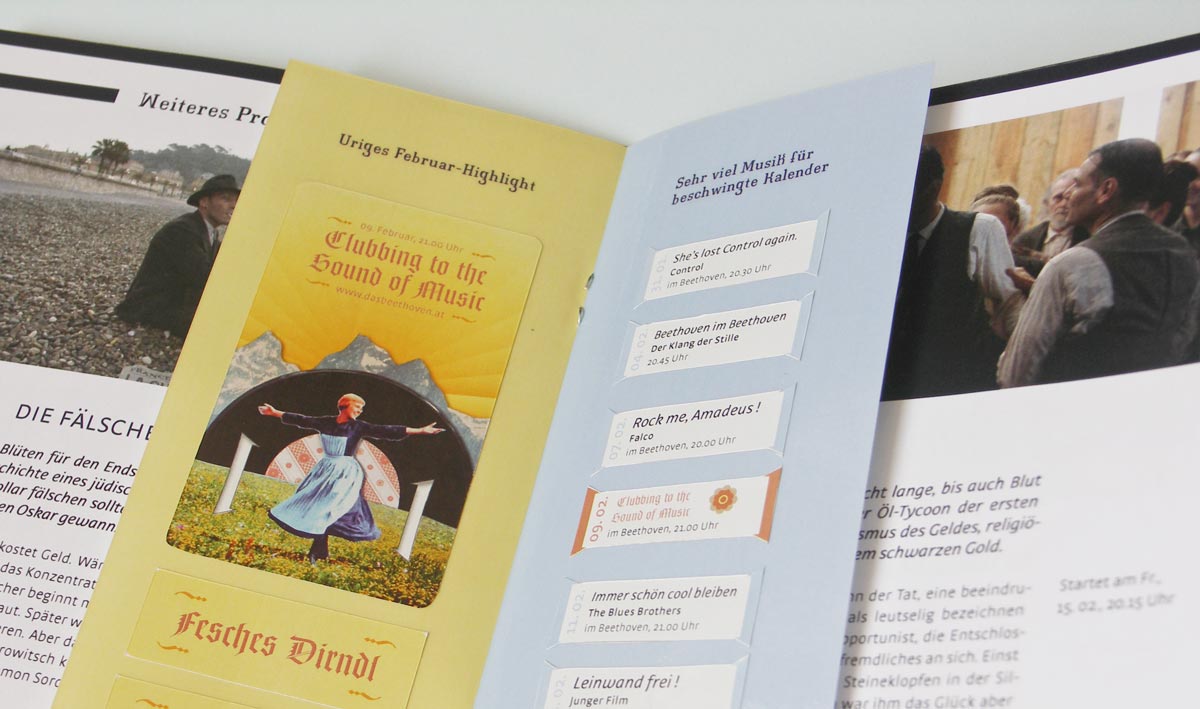 Weiteres
DIE FÄLSCHE
Blüten für den Ends
chichte eines jüdisc
ollar fälschen sollte
en Oskar gewann
kostet Geld. Wär
das Konzentrat
cher beginnt
aut. Später w
eren. Aber da
rowitsch k
omon Soro
Uriges Februar-Highlight
09. Februar, 21.00 Uhr
Clubbing to the
Sound of Music
www.dasbeethoven.at
Fesches Dirndl
Sehr viel Musik für
beschwingte Kalender
31.02.
She's lost Control again.
Control
im Beethoven, 20.30 Uhr
04.02.
Beethoven im Beethoven
Der Klang der Stille
20.45 Uhr
07.02.
Rock me, Amadeus!
Falco
im Beethoven, 20.00 Uhr
09.02.
Clubbing to the
Sound of Music
im Beethoven, 21.00 Uhr
11.02.
Immer schön cool bleiben
The Blues Brothers
im Beethoven, 21.00 Uhr
02.
Leinwand frei!
Junger Film
cht lange, bis auch Blut
r Öl-Tycoon der ersten
smus des Geldes, religiö-
em schwarzen Gold.
n der Tat, eine beeindru-
als leutselig bezeichnen
pportunist, die Entschlos-
fremdliches an sich. Einst
Steineklopfen in der Sil-
war ihm das Glück aber
Startet am Fr.,
15. 02., 20.15 Uhr